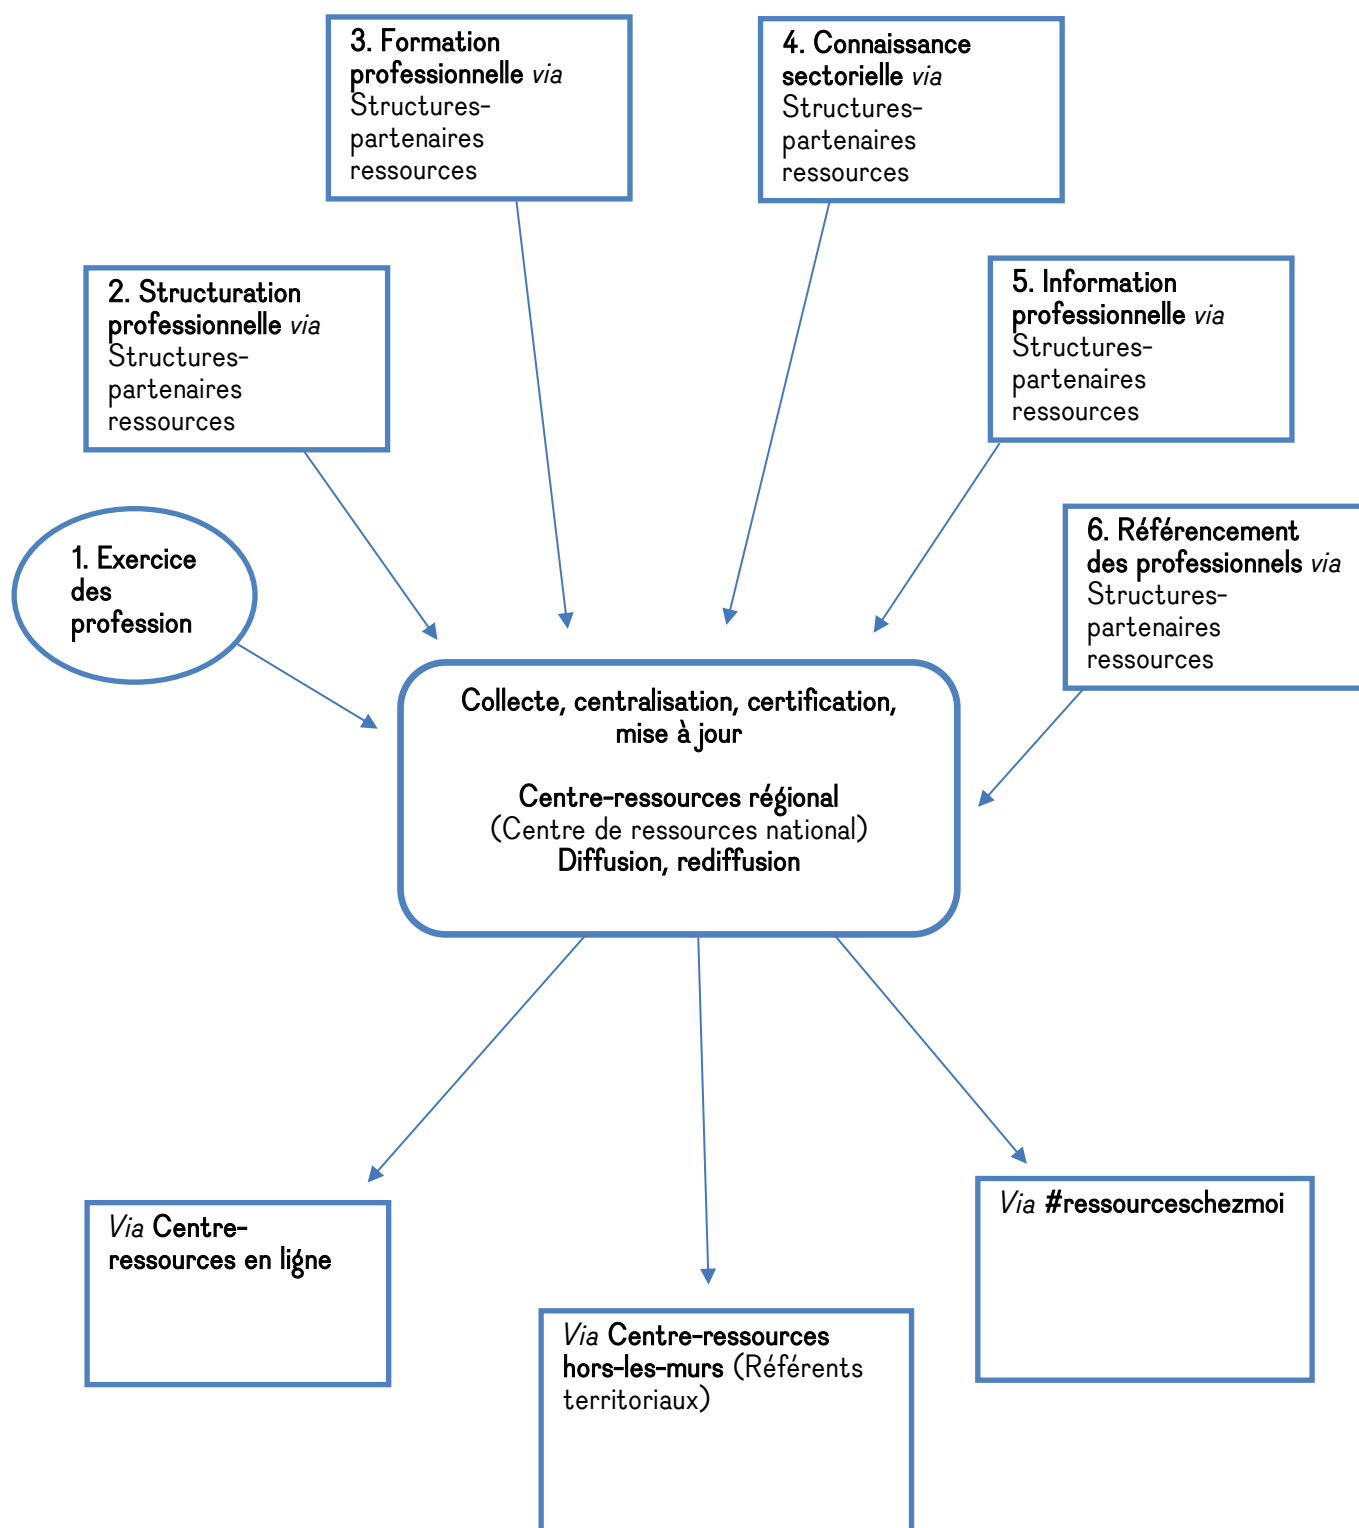 3. Formation
professionnelle via
Structures-
partenaires
ressources
4. Connaissance
sectorielle via
Structures-
partenaires
ressources
2. Structuration
professionnelle via
Structures-
partenaires
ressources
5. Information
professionnelle via
Structures-
partenaires
ressources
1. Exercice
des
profession
6. Référencement
des professionnels via
Structures-
partenaires
ressources
Collecte, centralisation, certification,
mise à jour
Centre-ressources régional
(Centre de ressources national)
Diffusion, rediffusion
Via Centre-
ressources en ligne
Via Centre-ressources
hors-les-murs (Référents
territoriaux)
Via #ressourceschezmoi